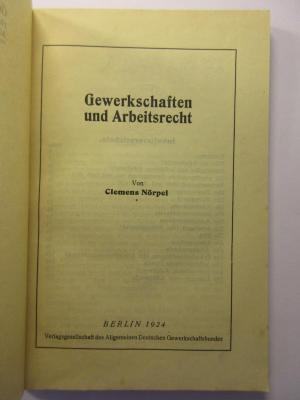 Gewerkschaften
und Arbeitsrecht
Von
Clemens Nörpel
BERLIN 1924
Verlagsgesellschaft des Allgemeinen Deutschen Gewerkschaftsbundes